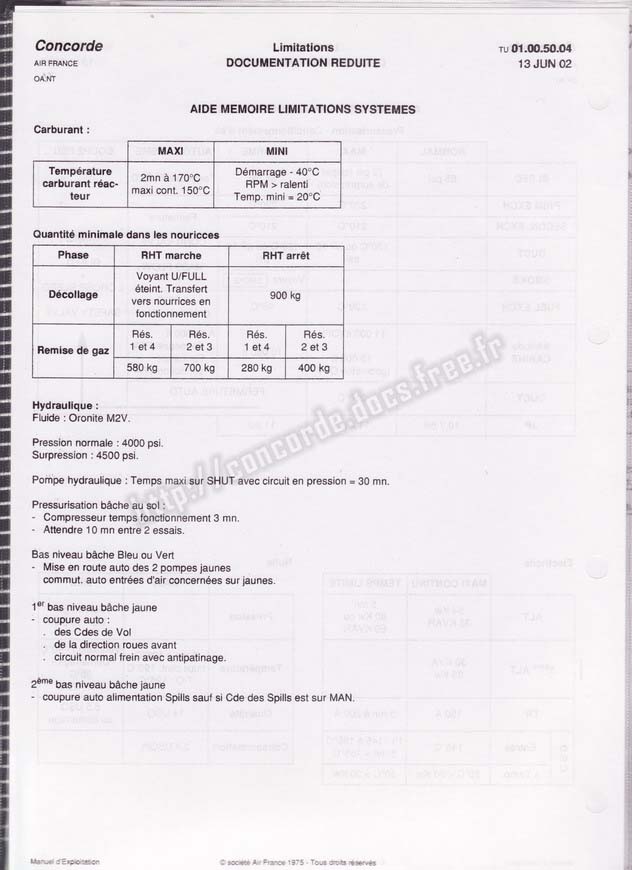 Concorde
Limitations
TU 01.00.50.04
AIR FRANCE
DOCUMENTATION REDUITE
13 JUN 02
OA.NT
AIDE MEMOIRE LIMITATIONS SYSTEMES
Carburant :
MAXI
MINI
Température
carburant réac-
teur
2mn à 170°C
maxi cont. 150°C
Démarrage - 40°C
RPM > ralenti
Temp. mini = 20°C
Quantité minimale dans les nouricces
Phase
RHT marche
RHT arrêt
Décollage
Voyant U/FULL
éteint. Transfert
vers nourrices en
fonctionnement
900 kg
Remise de gaz
Rés.
1 et 4
Rés.
2 et 3
Rés.
1 et 4
Rés.
2 et 3
580 kg
700 kg
280 kg
400 kg
Hydraulique :
Fluide : Oronite M2V.
Pression normale : 4000 psi.
Surpression : 4500 psi.
Pompe hydraulique : Temps maxi sur SHUT avec circuit en pression = 30 mn.
Pressurisation bâche au sol :
- Compresseur temps fonctionnement 3 mn.
- Attendre 10 mn entre 2 essais.
Bas niveau bâche Bleu ou Vert
- Mise en route auto des 2 pompes jaunes
commut. auto entrées d'air concernées sur jaunes.
1er bas niveau bâche jaune
- coupure auto :
. des Cdes de Vol
. de la direction roues avant
. circuit normal frein avec antipatinage.
2ème bas niveau bâche jaune
- coupure auto alimentation Spills sauf si Cde des Spills est sur MAN.
http://concorde.docs.free.fr
Manuel d'Exploitation
© société Air France 1975 - Tous droits réservés